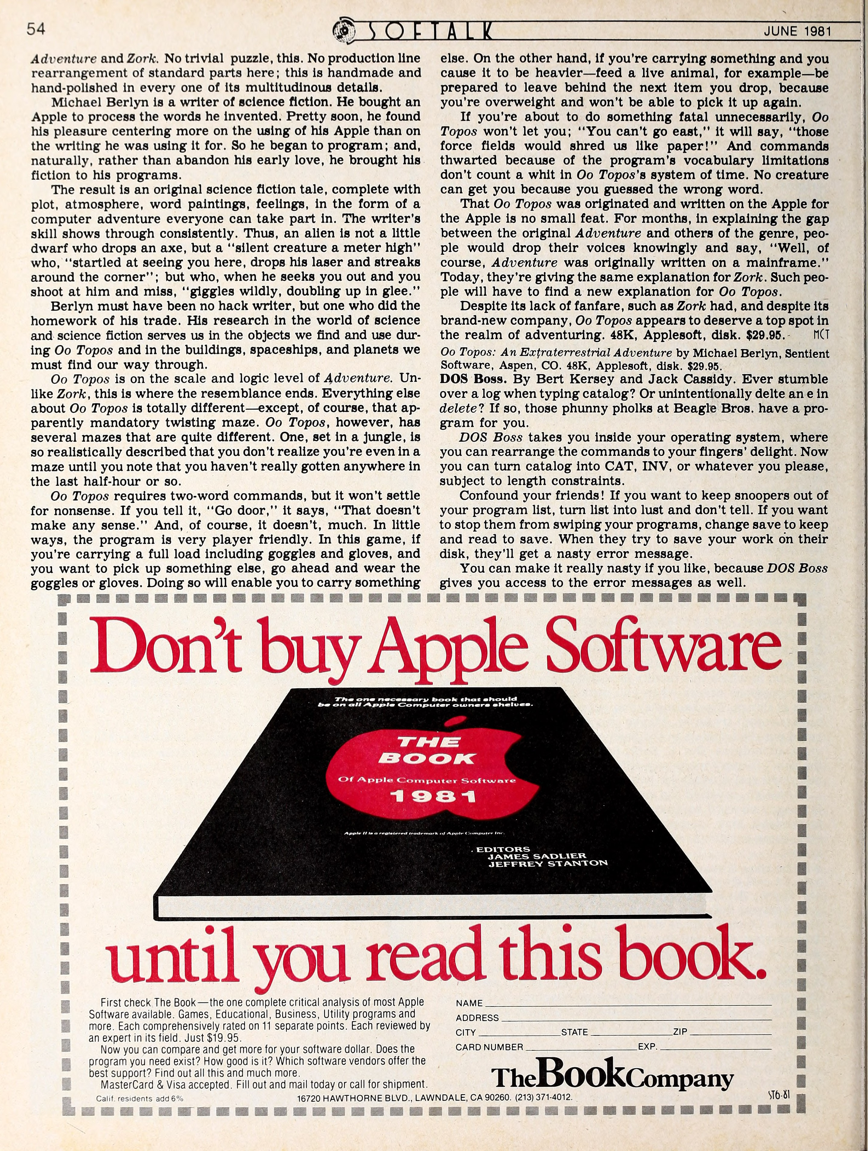 54
SOFTALK
JUNE 1981
Adventure and Zork. No trivial puzzle, this. No production line
rearrangement of standard parts here; this is handmade and
hand-polished in every one of its multitudinous details.
Michael Berlyn is a writer of science fiction. He bought an
Apple to process the words he invented. Pretty soon, he found
his pleasure centering more on the using of his Apple than on
the writing he was using it for. So he began to program; and,
naturally, rather than abandon his early love, he brought his
fiction to his programs.
The result is an original science fiction tale, complete with
plot, atmosphere, word paintings, feelings, in the form of a
computer adventure everyone can take part in. The writer's
skill shows through consistently. Thus, an alien is not a little
dwarf who drops an axe, but a "silent creature a meter high"
who, "startled at seeing you here, drops his laser and streaks
around the corner"; but who, when he seeks you out and you
shoot at him and miss, "giggles wildly, doubling up in glee."
Berlyn must have been no hack writer, but one who did the
homework of his trade. His research in the world of science
and science fiction serves us in the objects we find and use dur-
ing Oo Topos and in the buildings, spaceships, and planets we
must find our way through.
Oo Topos is on the scale and logic level of Adventure. Un-
like Zork, this is where the resemblance ends. Everything else
about Oo Topos is totally different—except, of course, that ap-
parently mandatory twisting maze. Oo Topos, however, has
several mazes that are quite different. One, set in a jungle, is
so realistically described that you don't realize you're even in a
maze until you note that you haven't really gotten anywhere in
the last half-hour or so.
Oo Topos requires two-word commands, but it won't settle
for nonsense. If you tell it, "Go door," it says, "That doesn't
make any sense." And, of course, it doesn't, much. In little
ways, the program is very player friendly. In this game, if
you're carrying a full load including goggles and gloves, and
you want to pick up something else, go ahead and wear the
goggles or gloves. Doing so will enable you to carry something
else. On the other hand, if you're carrying something and you
cause it to be heavier—feed a live animal, for example—be
prepared to leave behind the next item you drop, because
you're overweight and won't be able to pick it up again.
If you're about to do something fatal unnecessarily, Oo
Topos won't let you; "You can't go east," it will say, "those
force fields would shred us like paper!" And commands
thwarted because of the program's vocabulary limitations
don't count a whit in Oo Topos's system of time. No creature
can get you because you guessed the wrong word.
That Oo Topos was originated and written on the Apple for
the Apple is no small feat. For months, in explaining the gap
between the original Adventure and others of the genre, peo-
ple would drop their voices knowingly and say, "Well, of
course, Adventure was originally written on a mainframe."
Today, they're giving the same explanation for Zork. Such peo-
ple will have to find a new explanation for Oo Topos.
Despite its lack of fanfare, such as Zork had, and despite its
brand-new company, Oo Topos appears to deserve a top spot in
the realm of adventuring. 48K, Applesoft, disk. $29.95. MCT
Oo Topos: An Extraterrestrial Adventure by Michael Berlyn, Sentient
Software, Aspen, CO. 48K, Applesoft, disk. $29.95.
DOS Boss. By Bert Kersey and Jack Cassidy. Ever stumble
over a log when typing catalog? Or unintentionally delte an e in
delete? If so, those phunny pholks at Beagle Bros. have a pro-
gram for you.
DOS Boss takes you inside your operating system, where
you can rearrange the commands to your fingers' delight. Now
you can turn catalog into CAT, INV, or whatever you please,
subject to length constraints.
Confound your friends! If you want to keep snoopers out of
your program list, turn list into lust and don't tell. If you want
to stop them from swiping your programs, change save to keep
and read to save. When they try to save your work on their
disk, they'll get a nasty error message.
You can make it really nasty if you like, because DOS Boss
gives you access to the error messages as well.
Don't buy Apple Software
The one necessary book that should
be on all Apple Computer owners shelves.
THE
BOOK
Of Apple Computer Software
1981
Apple II is a registered trademark of Apple Computer Inc.
EDITORS
JAMES SADLIER
JEFFREY STANTON
until you read this book.
First check The Book—the one complete critical analysis of most Apple
Software available. Games, Educational, Business, Utility programs and
more. Each comprehensively rated on 11 separate points. Each reviewed by
an expert in its field. Just $19.95.
Now you can compare and get more for your software dollar. Does the
program you need exist? How good is it? Which software vendors offer the
best support? Find out all this and much more.
MasterCard & Visa accepted. Fill out and mail today or call for shipment.
NAME
ADDRESS
CITY STATE ZIP
CARD NUMBER EXP.
The Book Company
Calif. residents add 6%
16720 HAWTHORNE BLVD., LAWNDALE, CA 90260. (213) 371-4012.
ST6-81